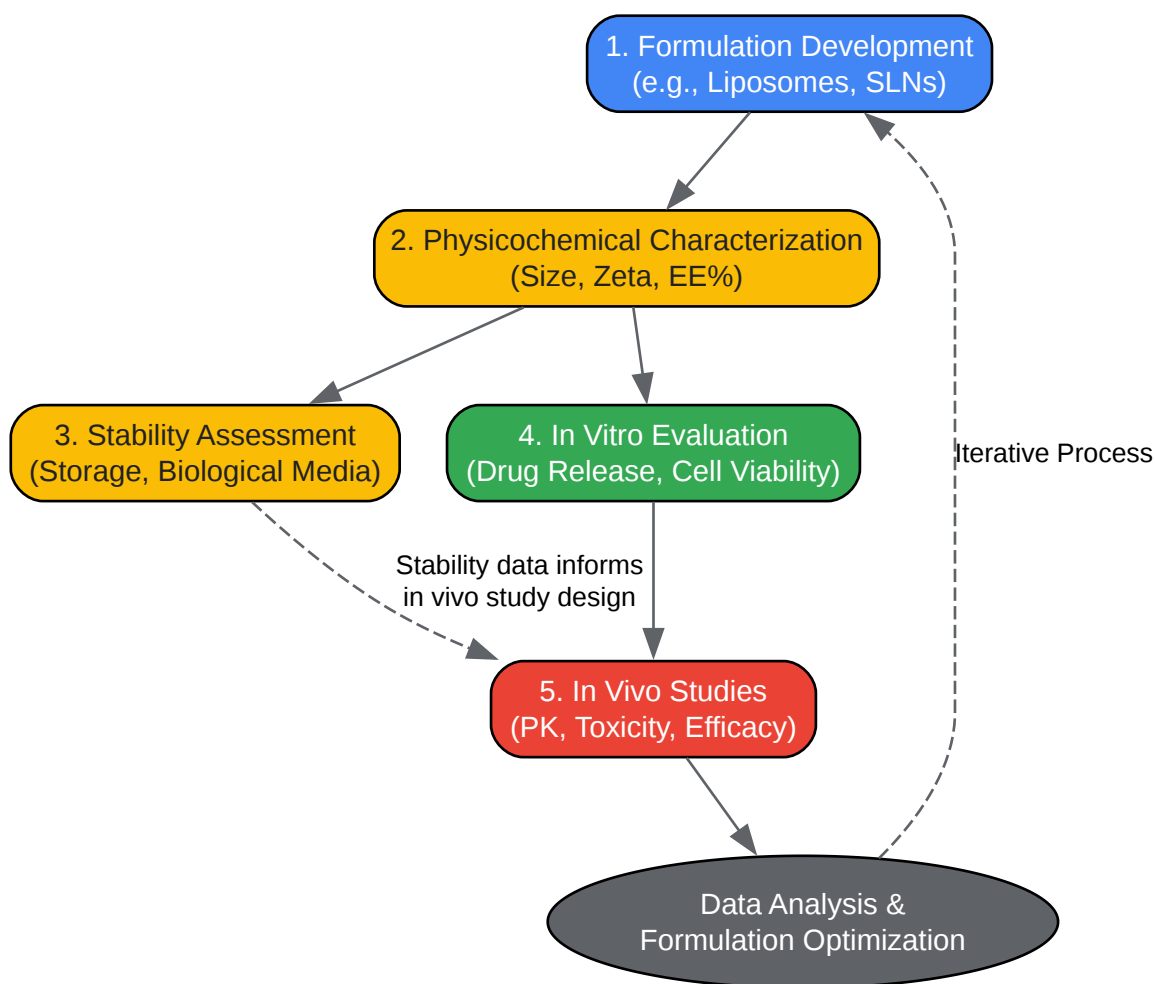 1. Formulation Development
(e.g., Liposomes, SLNs)
2. Physicochemical Characterization
(Size, Zeta, EE%)
3. Stability Assessment
(Storage, Biological Media)
4. In Vitro Evaluation
(Drug Release, Cell Viability)
Iterative Process
Stability data informs
in vivo study design
5. In Vivo Studies
(PK, Toxicity, Efficacy)
Data Analysis &
Formulation Optimization